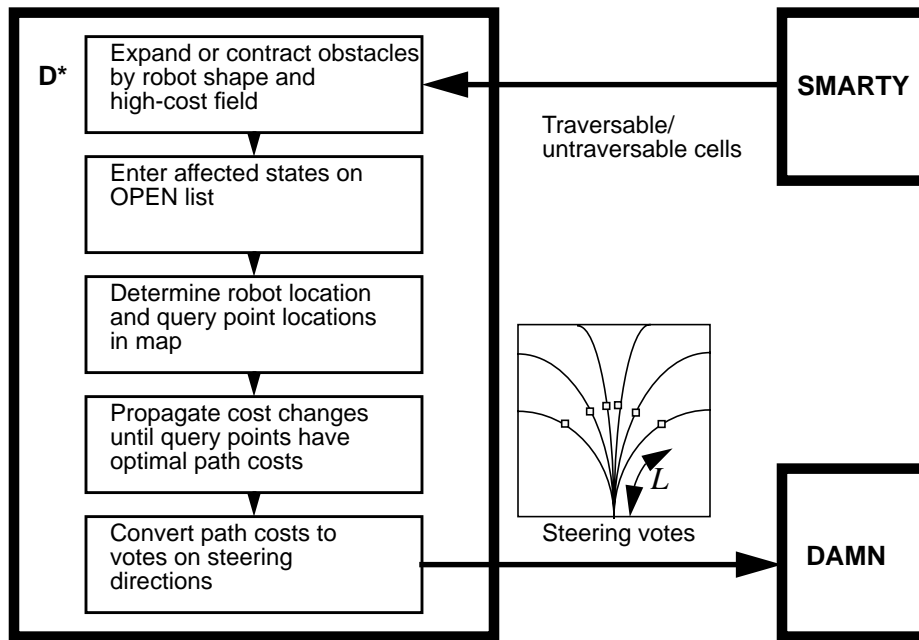 D*
Expand or contract obstacles
by robot shape and
high-cost field
Enter affected states on
OPEN list
Determine robot location
and query point locations
in map
Propagate cost changes
until query points have
optimal path costs
Convert path costs to
votes on steering
directions
SMARTY
Traversable/
untraversable cells
L
Steering votes
DAMN